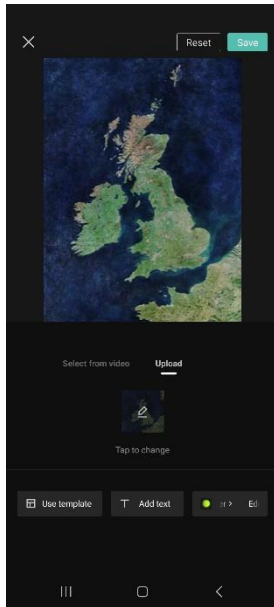 Reset Save
Select from video Upload
Tap to change
Use template Add text